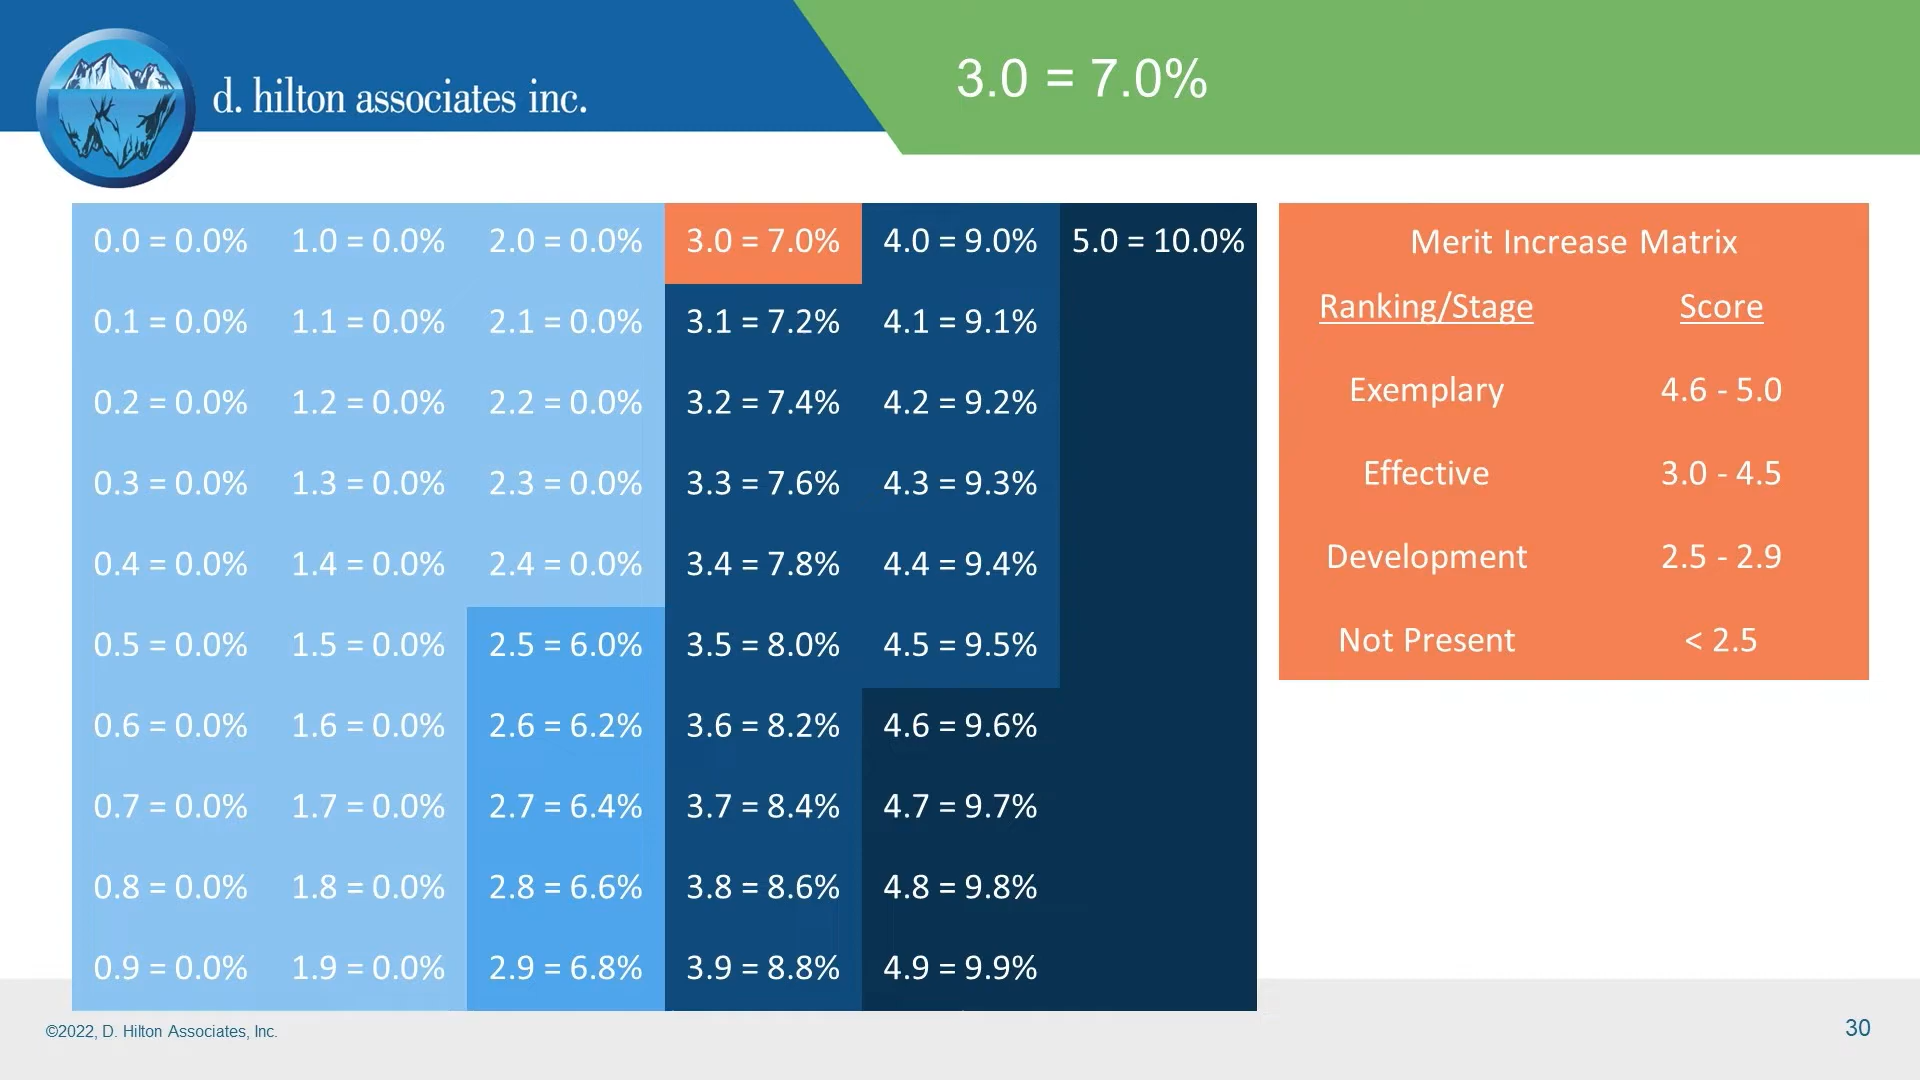 d. hilton associates inc.
3.0 = 7.0%
0.0 = 0.0% 1.0 = 0.0% 2.0 = 0.0% 3.0 = 7.0% 4.0 = 9.0% 5.0 = 10.0%
0.1 = 0.0% 1.1 = 0.0% 2.1 = 0.0% 3.1 = 7.2% 4.1 = 9.1%
0.2 = 0.0% 1.2 = 0.0% 2.2 = 0.0% 3.2 = 7.4% 4.2 = 9.2%
0.3 = 0.0% 1.3 = 0.0% 2.3 = 0.0% 3.3 = 7.6% 4.3 = 9.3%
0.4 = 0.0% 1.4 = 0.0% 2.4 = 0.0% 3.4 = 7.8% 4.4 = 9.4%
0.5 = 0.0% 1.5 = 0.0% 2.5 = 6.0% 3.5 = 8.0% 4.5 = 9.5%
0.6 = 0.0% 1.6 = 0.0% 2.6 = 6.2% 3.6 = 8.2% 4.6 = 9.6%
0.7 = 0.0% 1.7 = 0.0% 2.7 = 6.4% 3.7 = 8.4% 4.7 = 9.7%
0.8 = 0.0% 1.8 = 0.0% 2.8 = 6.6% 3.8 = 8.6% 4.8 = 9.8%
0.9 = 0.0% 1.9 = 0.0% 2.9 = 6.8% 3.9 = 8.8% 4.9 = 9.9%
Merit Increase Matrix
Ranking/Stage Score
Exemplary 4.6 - 5.0
Effective 3.0 - 4.5
Development 2.5 - 2.9
Not Present < 2.5
©2022, D. Hilton Associates, Inc.
30